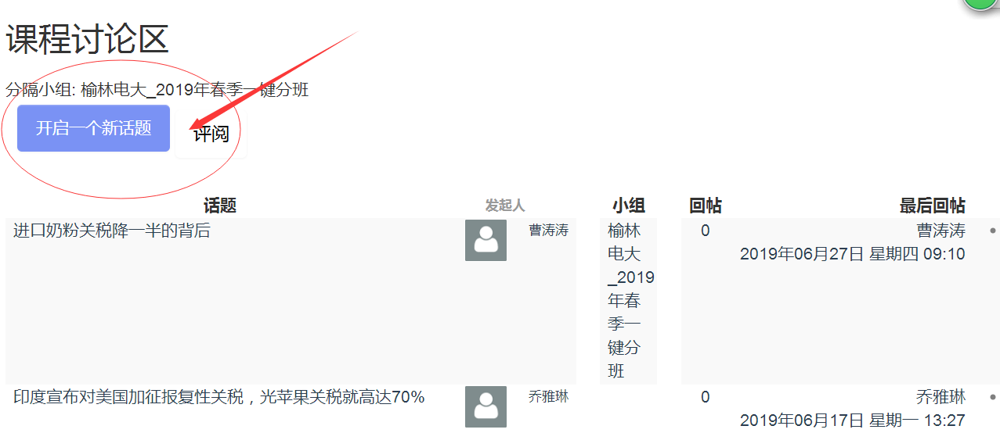 课程讨论区
分隔小组: 榆林电大_2019年春季一键分班
开启一个新话题 评阅
话题 发起人 小组 回帖 最后回帖
进口奶粉关税降一半的背后 曹涛涛 榆林 0 曹涛涛
电大 2019年06月27日 星期四 09:10
_2019
年春
季一
键分
班
印度宣布对美国加征报复性关税，光苹果关税就高达70% 乔雅琳 0 乔雅琳
2019年06月17日 星期一 13:27